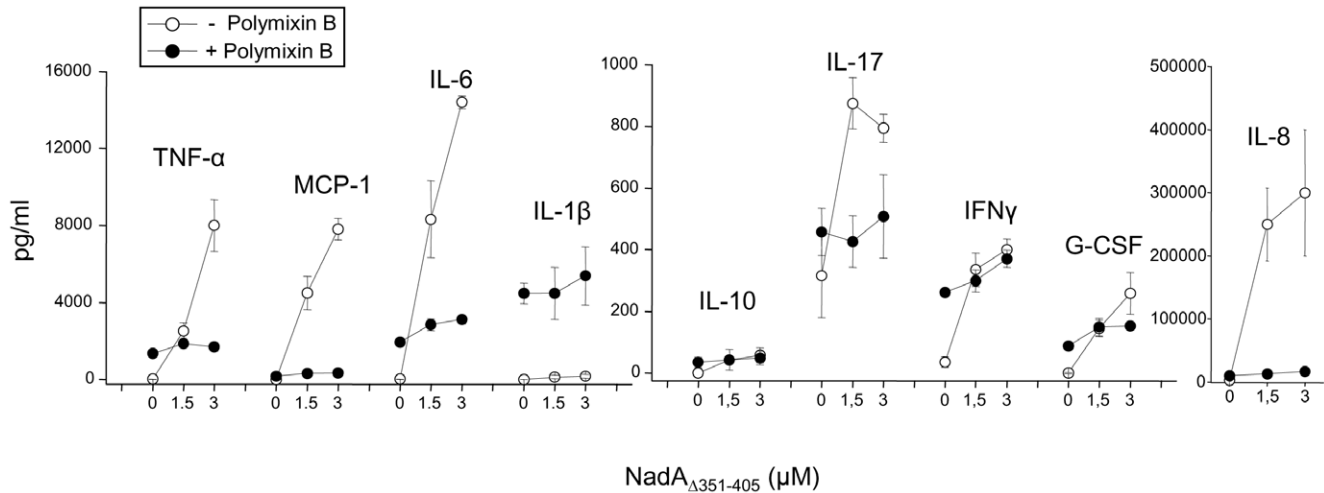 - Polymixin B
+ Polymixin B
16000
12000
8000
4000
0
pg/ml
TNF-α
MCP-1
IL-6
IL-1β
0 1.5 3 0 1.5 3 0 1.5 3 0 1.5 3
1000
800
600
400
200
0
IL-10
IL-17
IFNγ
G-CSF
0 1,5 3 0 1,5 3 0 1,5 3 0 1,5 3
500000
400000
300000
200000
100000
0
IL-8
0 1,5 3
NadAΔ351-405 (µM)